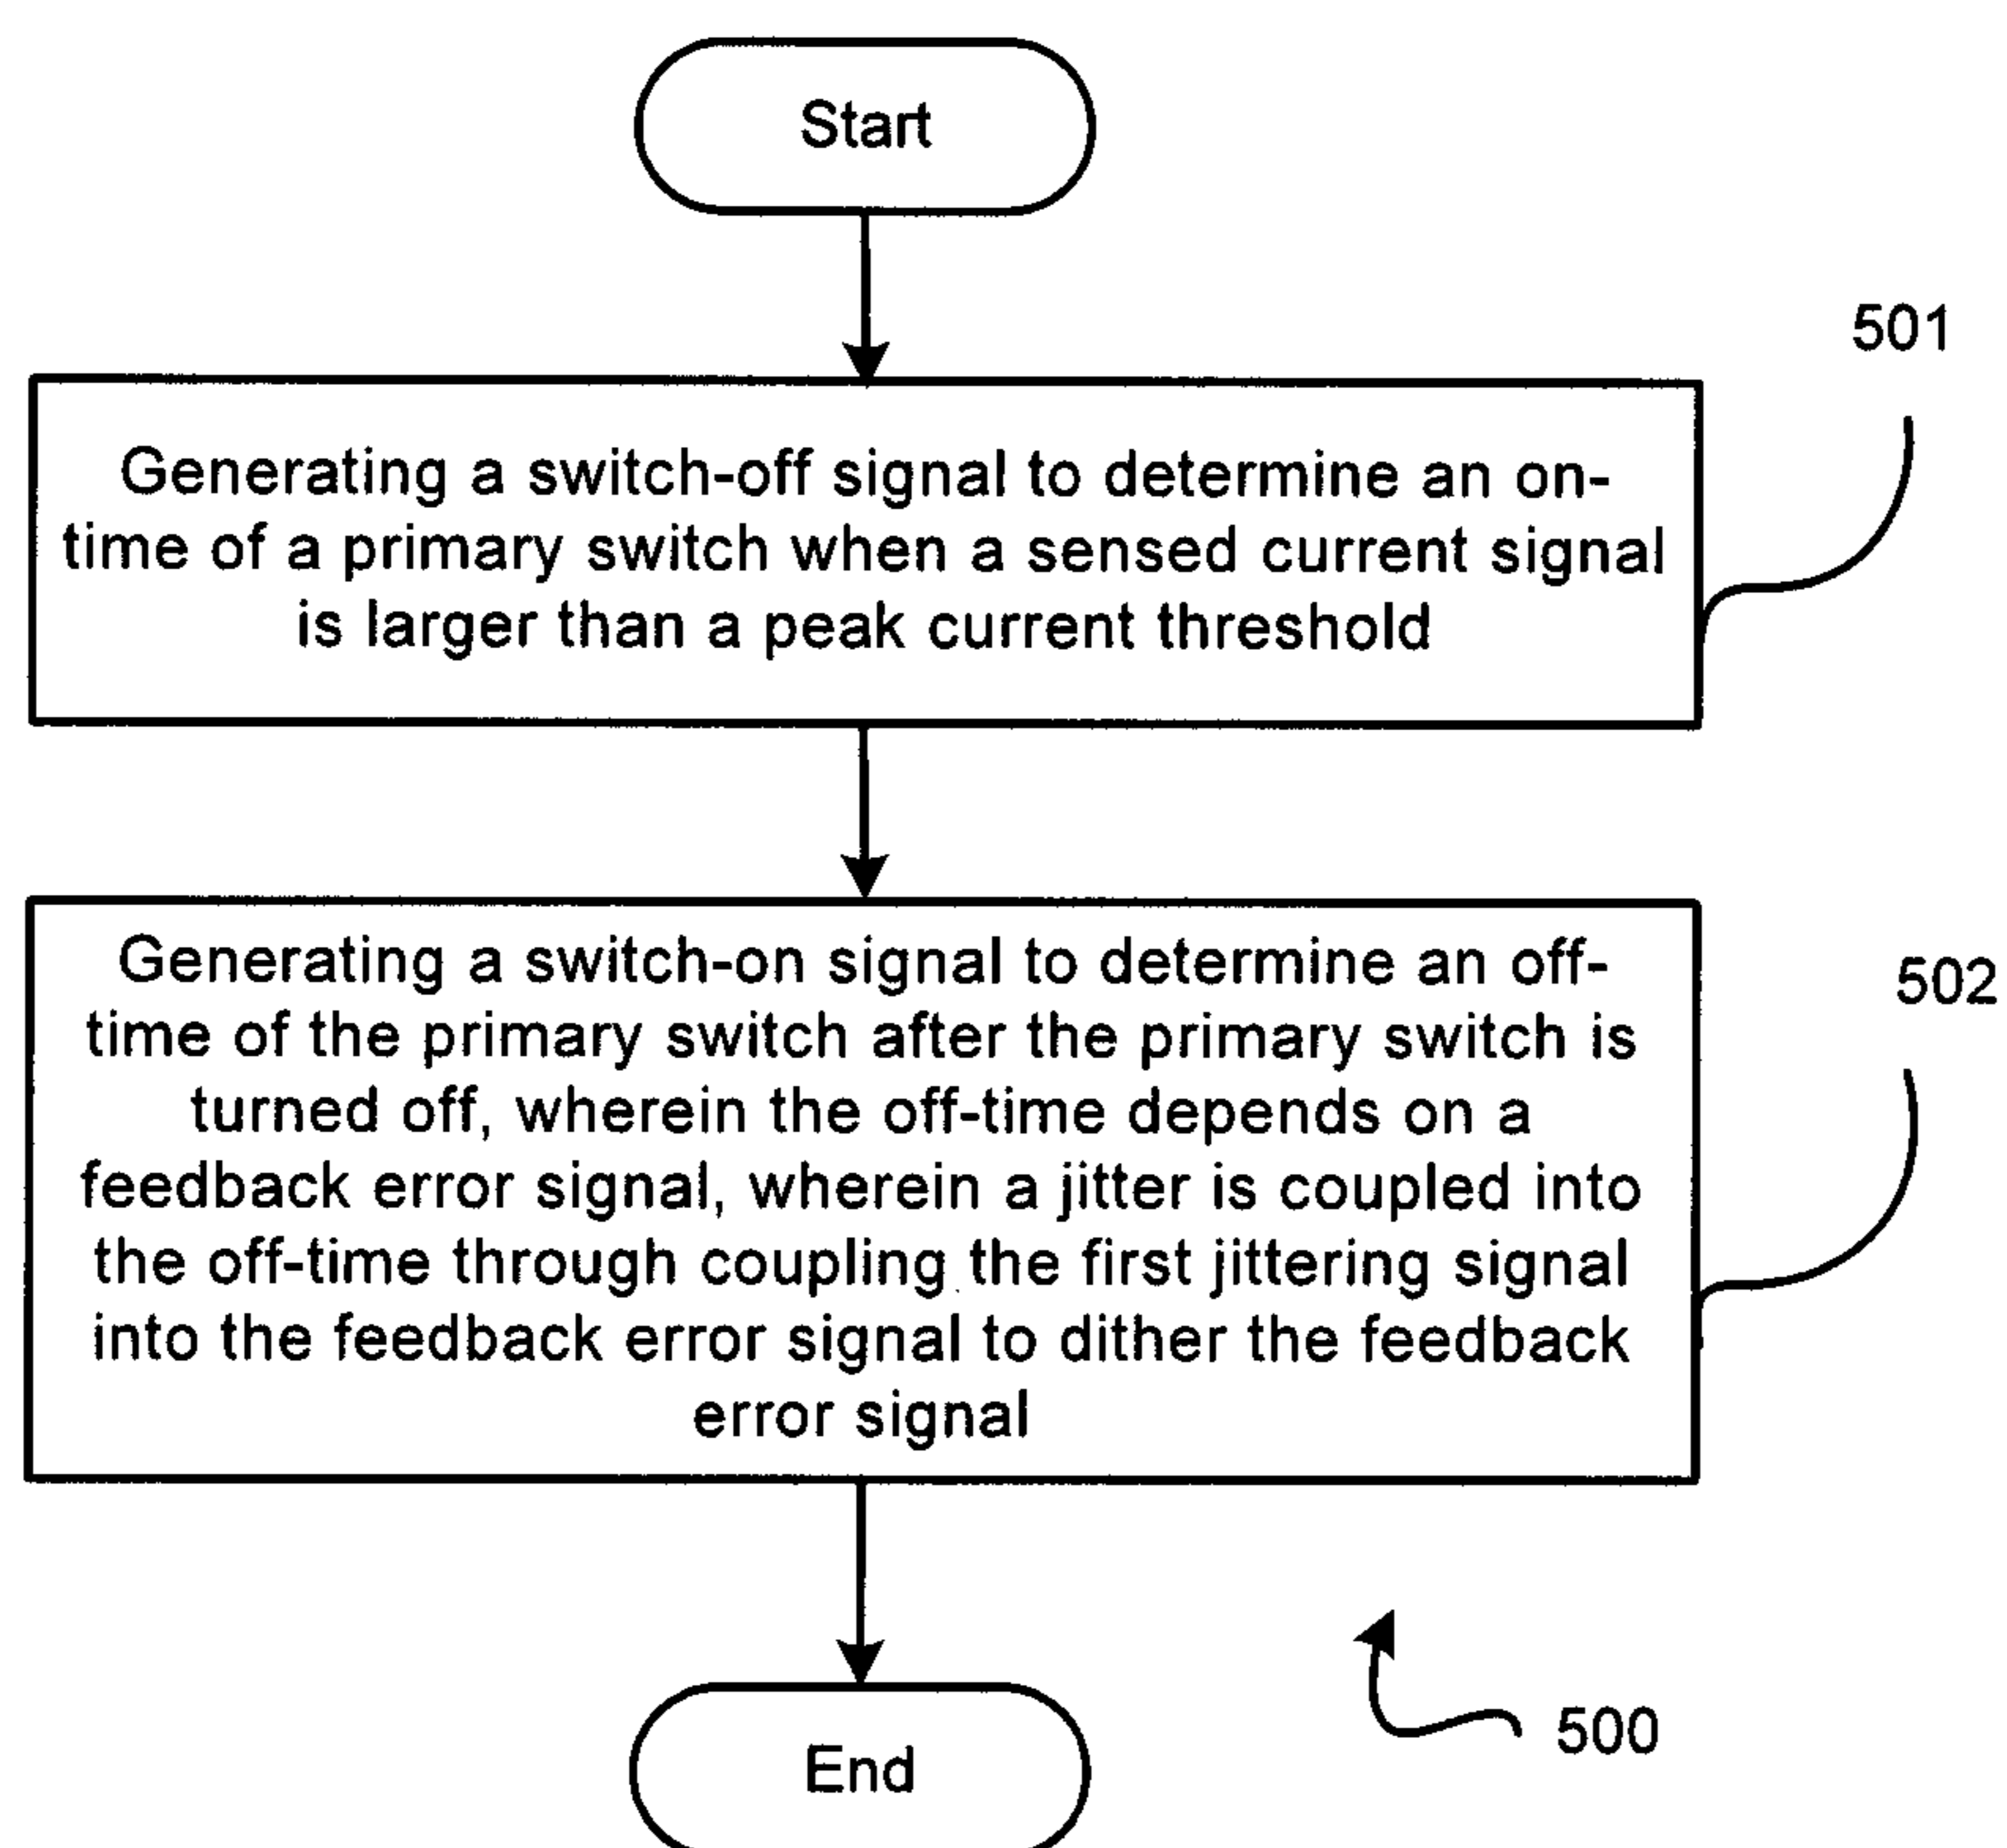 Start
501
Generating a switch-off signal to determine an on-
time of a primary switch when a sensed current signal
is larger than a peak current threshold
Generating a switch-on signal to determine an off-
time of the primary switch after the primary switch is
turned off, wherein the off-time depends on a
feedback error signal, wherein a jitter is coupled into
the off-time through coupling the first jittering signal
into the feedback error signal to dither the feedback
error signal
502
End
500